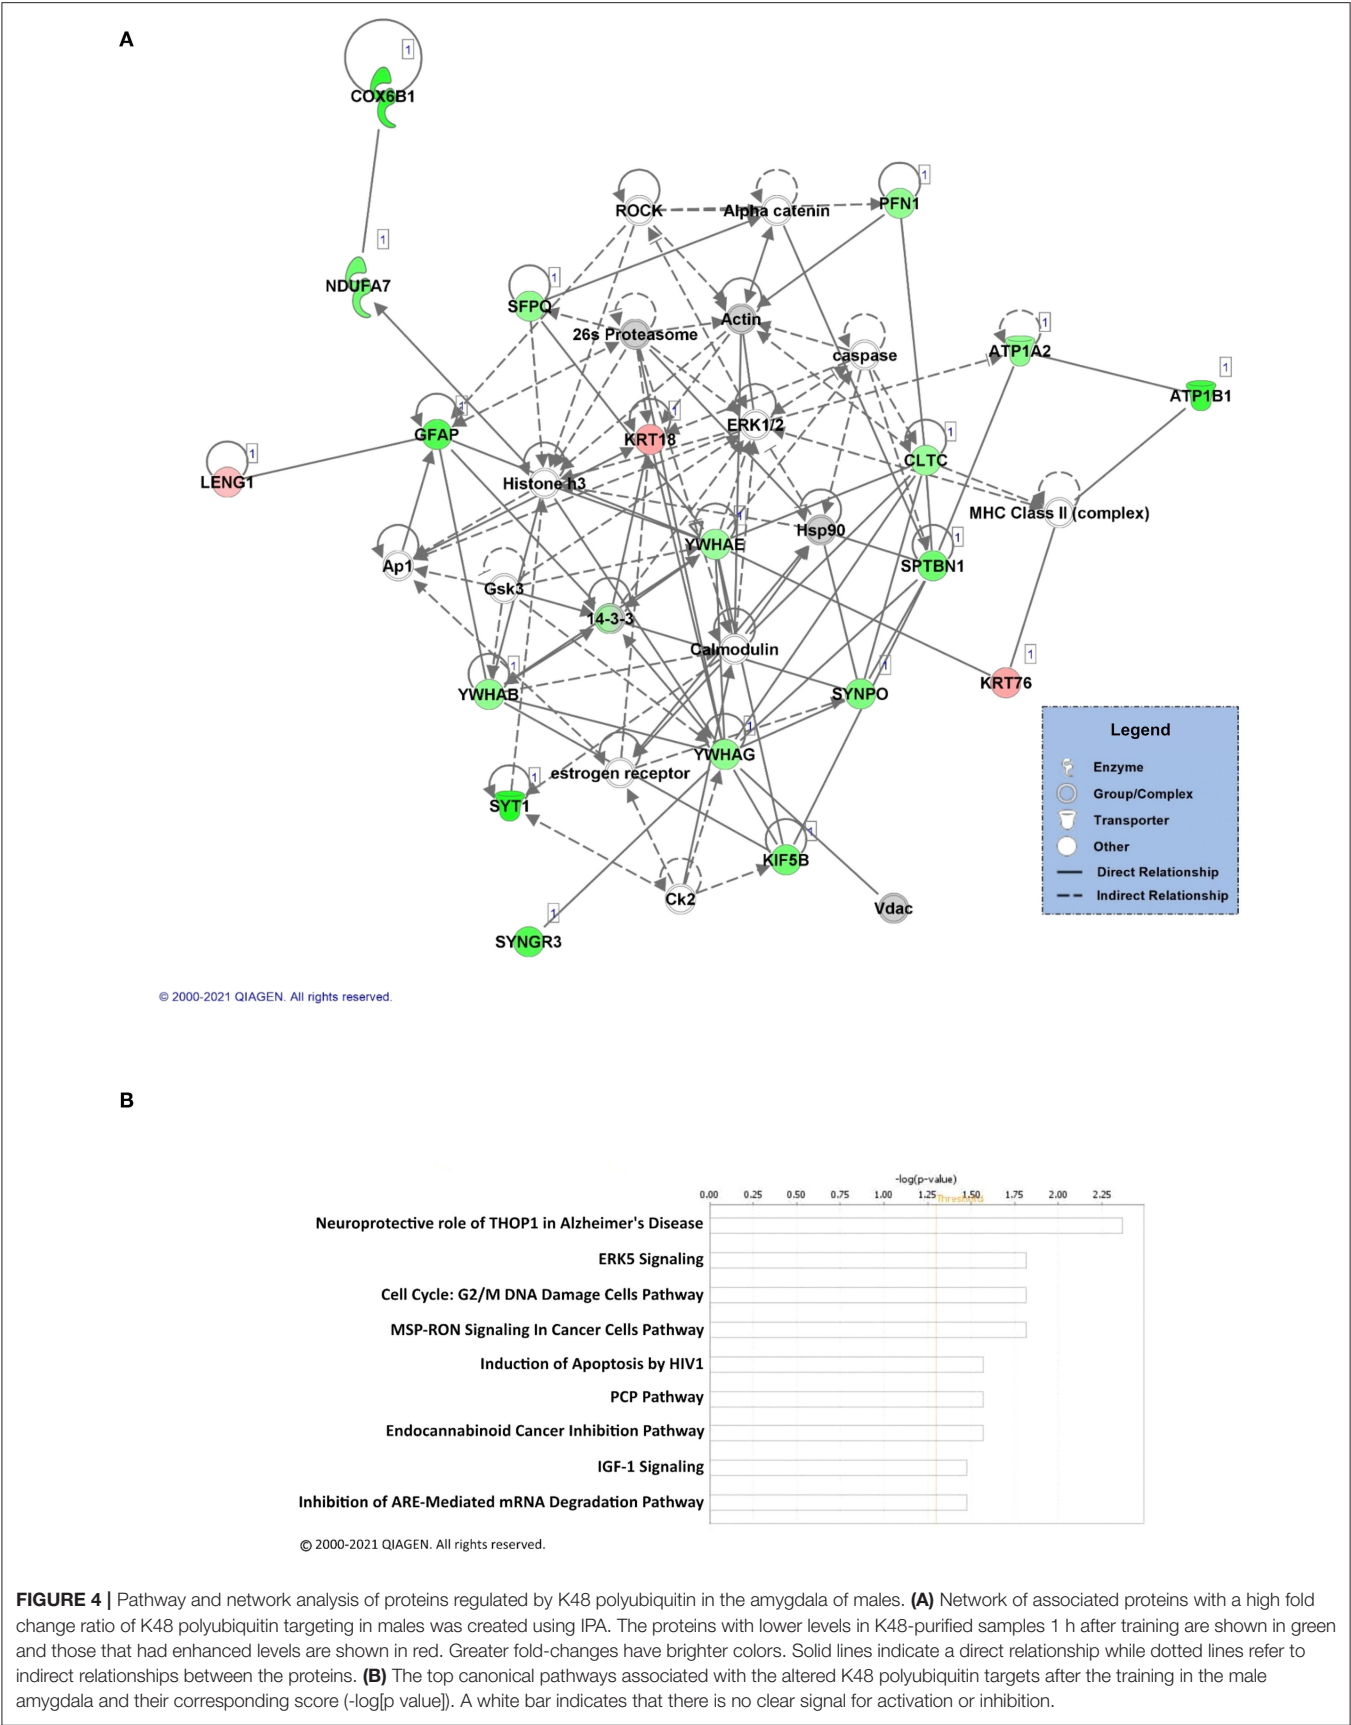 A
1
COX6B1
1
NDUFA7
ROCK
Alpha catenin
1
PFN1
1
SFPQ
26s Proteasome
Actin
caspase
1
ATP1A2
1
ATP1B1
1
GFAP
1
KRT18
ERK1/2
1
CLTC
1
LENG1
Histone h3
MHC Class II (complex)
1
YWHAE
Hsp90
1
SPTBN1
Ap1
Gsk3
14-3-3
Calmodulin
1
YWHAB
1
SYNPO
1
KRT76
1
YWHAG
estrogen receptor
1
SYT1
1
KIF5B
Ck2
Vdac
1
SYNGR3
Legend
Enzyme
Group/Complex
Transporter
Other
Direct Relationship
Indirect Relationship
© 2000-2021 QIAGEN. All rights reserved.
B
-log(p-value)
0.00 0.25 0.50 0.75 1.00 1.25 1.50 1.75 2.00 2.25
Threshold
Neuroprotective role of THOP1 in Alzheimer's Disease
ERK5 Signaling
Cell Cycle: G2/M DNA Damage Cells Pathway
MSP-RON Signaling In Cancer Cells Pathway
Induction of Apoptosis by HIV1
PCP Pathway
Endocannabinoid Cancer Inhibition Pathway
IGF-1 Signaling
Inhibition of ARE-Mediated mRNA Degradation Pathway
© 2000-2021 QIAGEN. All rights reserved.
FIGURE 4 | Pathway and network analysis of proteins regulated by K48 polyubiquitin in the amygdala of males. (A) Network of associated proteins with a high fold
change ratio of K48 polyubiquitin targeting in males was created using IPA. The proteins with lower levels in K48-purified samples 1 h after training are shown in green
and those that had enhanced levels are shown in red. Greater fold-changes have brighter colors. Solid lines indicate a direct relationship while dotted lines refer to
indirect relationships between the proteins. (B) The top canonical pathways associated with the altered K48 polyubiquitin targets after the training in the male
amygdala and their corresponding score (-log[p value]). A white bar indicates that there is no clear signal for activation or inhibition.